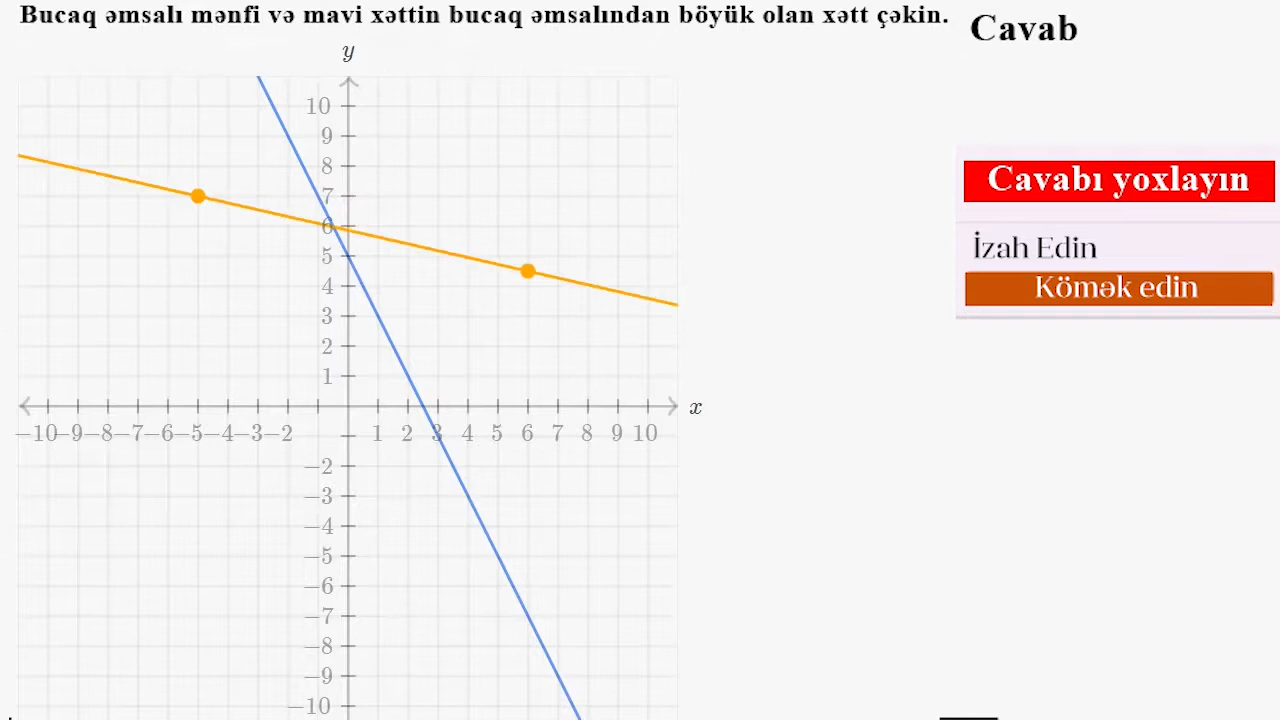 Bucaq əmsalı mənfi və mavi xəttin bucaq əmsalından böyük olan xətt çəkin.
Cavab
y
10
9
8
7
6
5
4
3
2
1
x
−10 −9 −8 −7 −6 −5 −4 −3 −2 1 2 3 4 5 6 7 8 9 10
−2
−3
−4
−5
−6
−7
−8
−9
−10
Cavabı yoxlayın
İzah Edin
Kömək edin